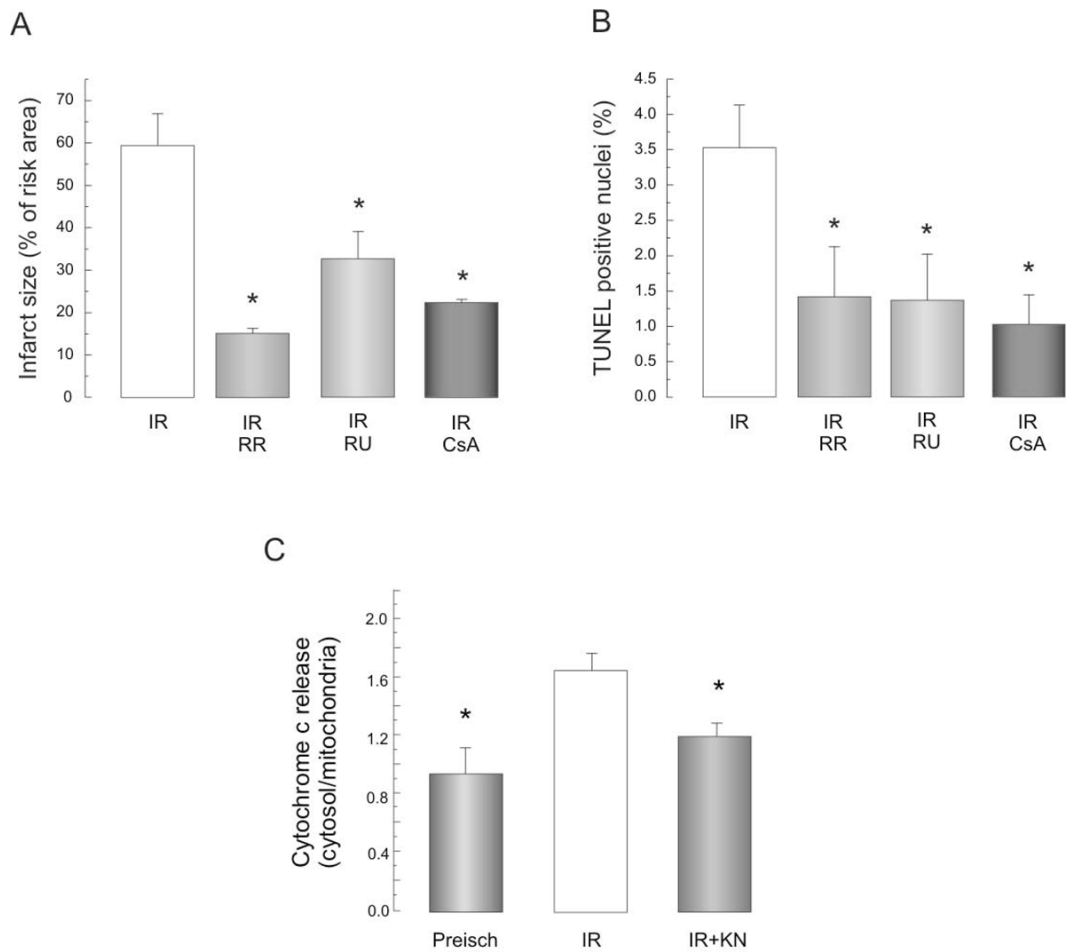 A
Infarct size (% of risk area)
70
60
50
40
30
20
10
0
*
*
*
IR
IR
RR
IR
RU
IR
CsA
B
TUNEL positive nuclei (%)
4.5
4.0
3.5
3.0
2.5
2.0
1.5
1.0
0.5
0.0
*
*
*
IR
IR
RR
IR
RU
IR
CsA
C
Cytochrome c release
(cytosol/mitochondria)
2.0
1.6
1.2
0.8
0.4
0.0
*
*
Preisch
IR
IR+KN